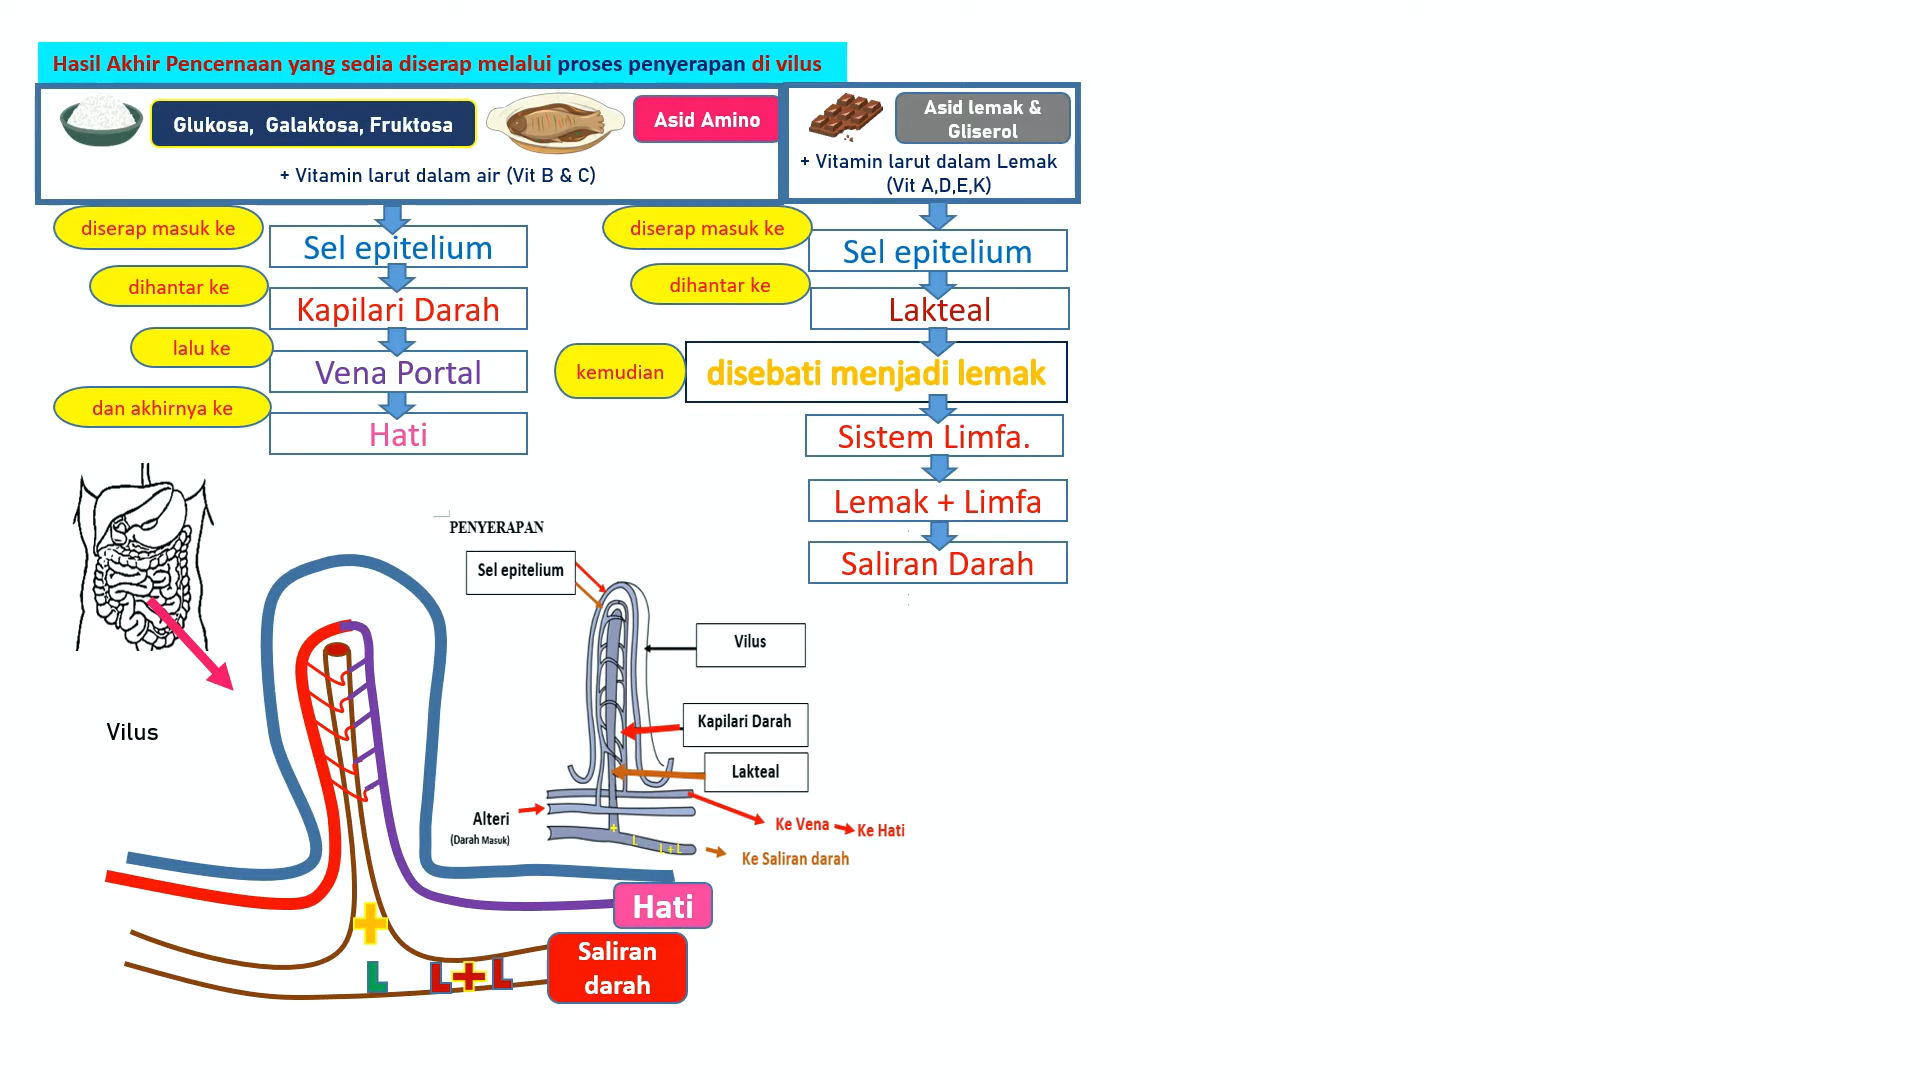 Hasil Akhir Pencernaan yang sedia diserap melalui proses penyerapan di vilus
Glukosa, Galaktosa, Fruktosa
Asid Amino
+ Vitamin larut dalam air (Vit B & C)
Asid lemak &
Gliserol
+ Vitamin larut dalam Lemak
(Vit A,D,E,K)
diserap masuk ke
Sel epitelium
dihantar ke
Kapilari Darah
lalu ke
Vena Portal
dan akhirnya ke
Hati
diserap masuk ke
Sel epitelium
dihantar ke
Lakteal
kemudian
disebati menjadi lemak
Sistem Limfa.
Lemak + Limfa
Saliran Darah
PENYERAPAN
Sel epitelium
Vilus
Kapilari Darah
Lakteal
Alteri
(Darah Masuk)
Ke Vena
Ke Hati
Ke Saliran darah
+
L
L+L
Vilus
Hati
Saliran
darah
+
L
L+L